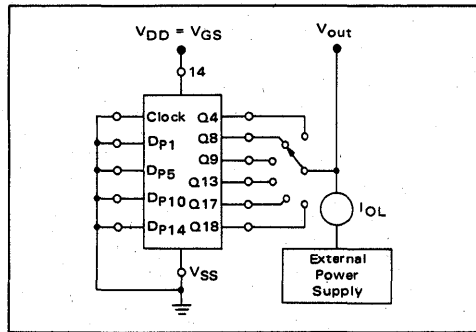 VDD = VGS
Vout
14
Clock
Q4
DP1
Q8
Q9
DP5
Q13
DP10
Q17
DP14
Q18
IOL
VSS
External
Power
Supply